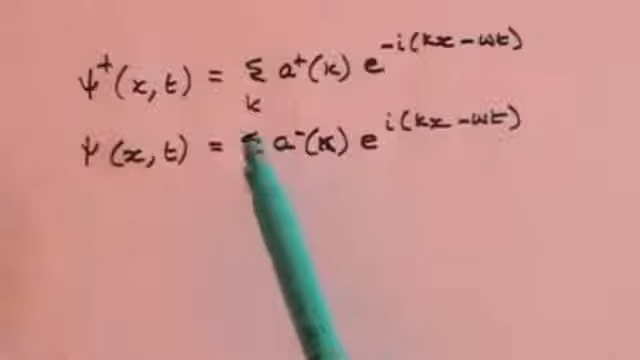 ψ⁺(x,t) = Σ a⁺(k) e^-i(kx-ωt)
k
ψ(x,t) = Σ a⁻(k) e^i(kx-ωt)